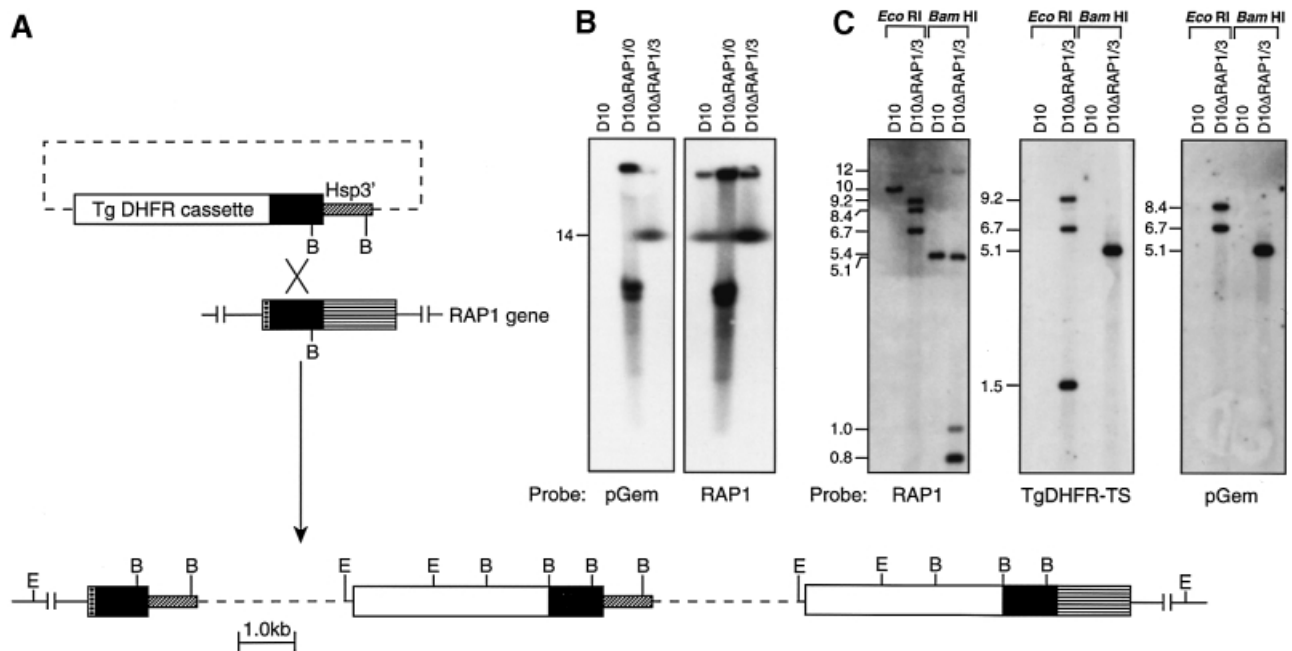 A
Tg DHFR cassette
Hsp3'
B
B
RAP1 gene
B
B
D10
D10ΔRAP1/0
D10ΔRAP1/3
D10
D10ΔRAP1/0
D10ΔRAP1/3
14
Probe: pGem RAP1
C
Eco RI Bam HI
D10
D10ΔRAP1/3
D10
D10ΔRAP1/3
12
10
9.2
8.4
6.7
5.4
5.1
1.0
0.8
Probe: RAP1
Eco RI Bam HI
D10
D10ΔRAP1/3
D10
D10ΔRAP1/3
9.2
6.7
5.1
1.5
TgDHFR-TS
Eco RI Bam HI
D10
D10ΔRAP1/3
D10
D10ΔRAP1/3
8.4
6.7
5.1
pGem
E B B E E B B B B E E B B B E
1.0kb